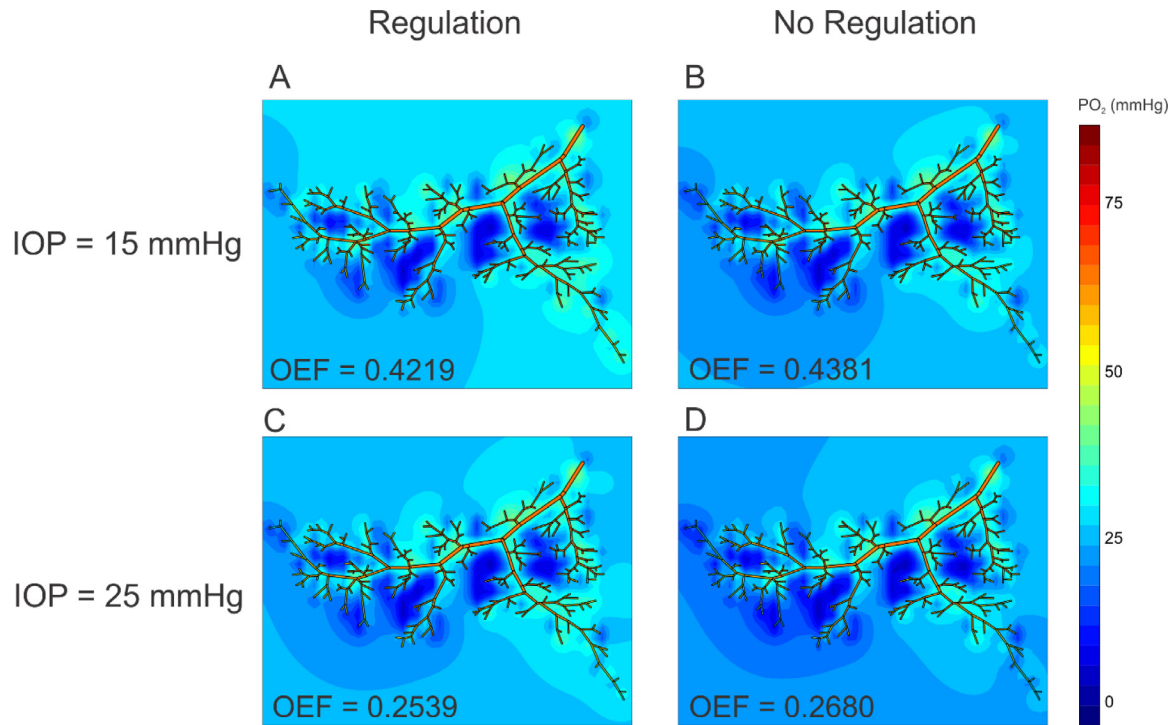 Regulation
No Regulation
A
B
PO₂ (mmHg)
IOP = 15 mmHg
75
OEF = 0.4219
OEF = 0.4381
50
C
D
25
IOP = 25 mmHg
0
OEF = 0.2539
OEF = 0.2680